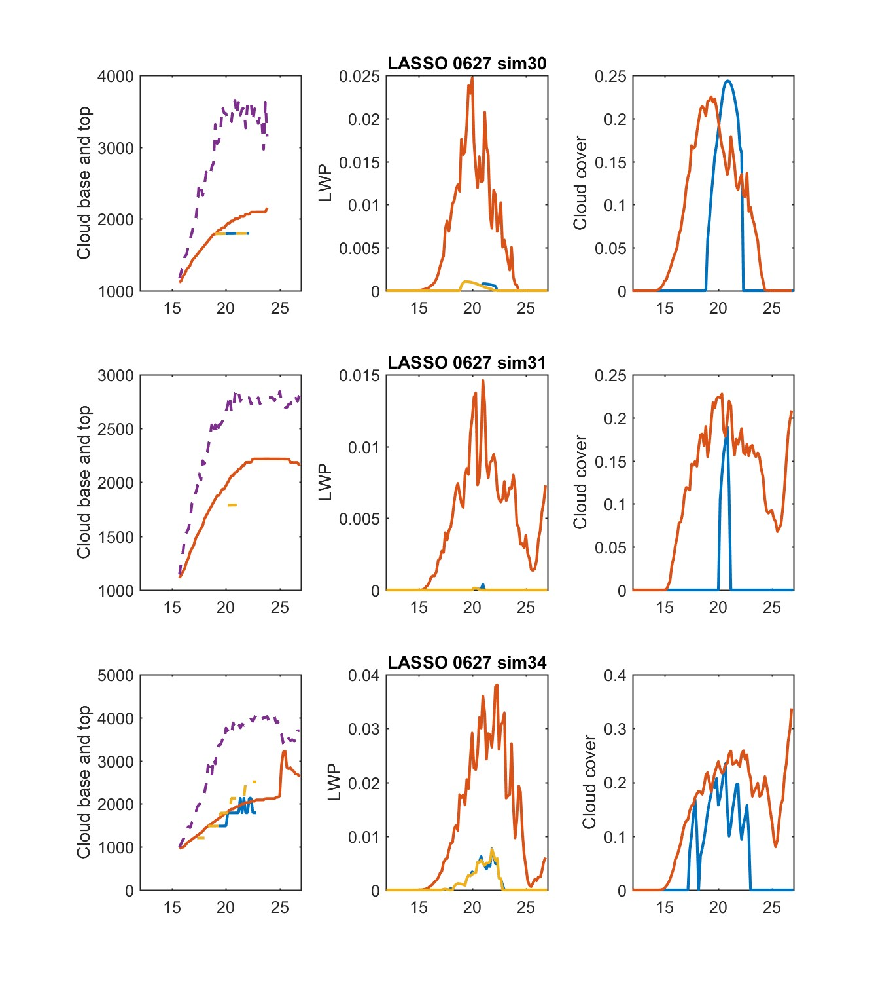 LASSO 0627 sim30
Cloud base and top
4000
3000
2000
1000
15 20 25
LWP
0.025
0.02
0.015
0.01
0.005
0
15 20 25
Cloud cover
0.25
0.2
0.15
0.1
0.05
0
15 20 25
LASSO 0627 sim31
Cloud base and top
3000
2500
2000
1500
1000
15 20 25
LWP
0.015
0.01
0.005
0
15 20 25
Cloud cover
0.25
0.2
0.15
0.1
0.05
0
15 20 25
LASSO 0627 sim34
Cloud base and top
5000
4000
3000
2000
1000
0
15 20 25
LWP
0.04
0.03
0.02
0.01
0
15 20 25
Cloud cover
0.4
0.3
0.2
0.1
0
15 20 25